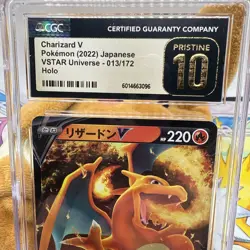 CGC
CERTIFIED GUARANTY COMPANY
Charizard V
Pokémon (2022) Japanese
VSTAR Universe - 013/172
Holo
PRISTINE
10
6014663096
リザードンV
HP 220